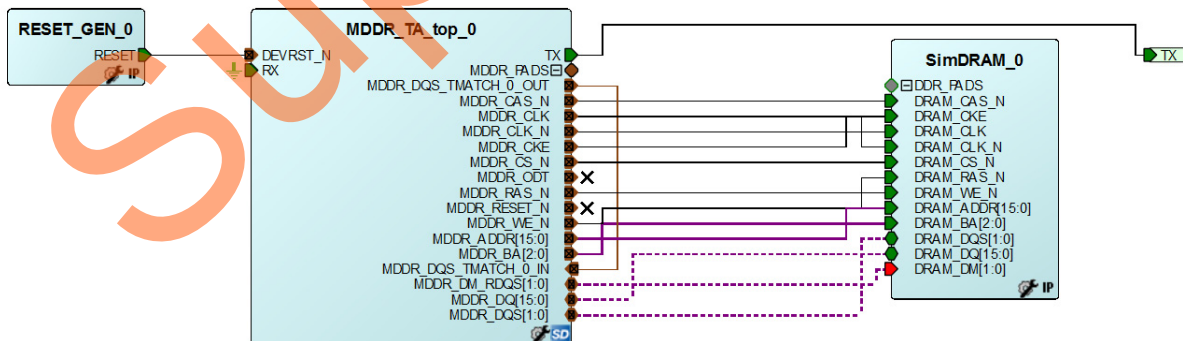 RESET_GEN_0
RESET
IP
MDDR_TA_top_0
DEVRST_N
RX
TX
MDDR_PADS
MDDR_DQS_TMATCH_0_OUT
MDDR_CAS_N
MDDR_CLK
MDDR_CLK_N
MDDR_CKE
MDDR_CS_N
MDDR_ODT
MDDR_RAS_N
MDDR_RESET_N
MDDR_WE_N
MDDR_ADDR[15:0]
MDDR_BA[2:0]
MDDR_DQS_TMATCH_0_IN
MDDR_DM_RDQS[1:0]
MDDR_DQ[15:0]
MDDR_DQS[1:0]
SD
SimDRAM_0
DDR_PADS
DRAM_CAS_N
DRAM_CKE
DRAM_CLK
DRAM_CLK_N
DRAM_CS_N
DRAM_RAS_N
DRAM_WE_N
DRAM_ADDR[15:0]
DRAM_BA[2:0]
DRAM_DQS[1:0]
DRAM_DQ[15:0]
DRAM_DM[1:0]
IP
TX